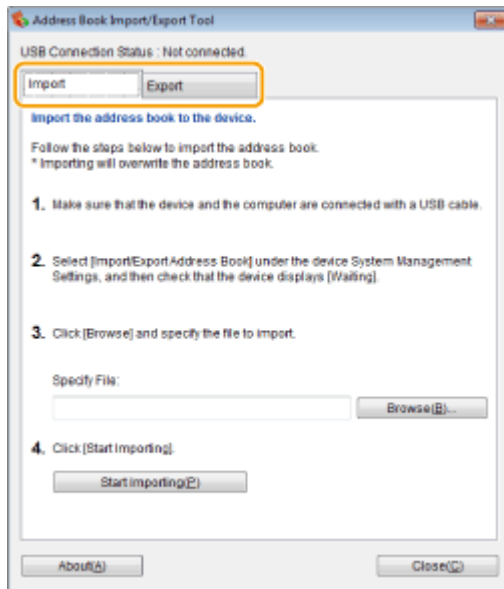 Address Book Import/Export Tool
USB Connection Status : Not connected.
Import
Export
Import the address book to the device.
Follow the steps below to import the address book.
* Importing will overwrite the address book.
1. Make sure that the device and the computer are connected with a USB cable.
2. Select [Import/Export Address Book] under the device System Management
Settings, and then check that the device displays [Waiting].
3. Click [Browse] and specify the file to import.
Specify File:
Browse(B)...
4. Click [Start Importing].
Start Importing(P)
About(A)
Close(C)